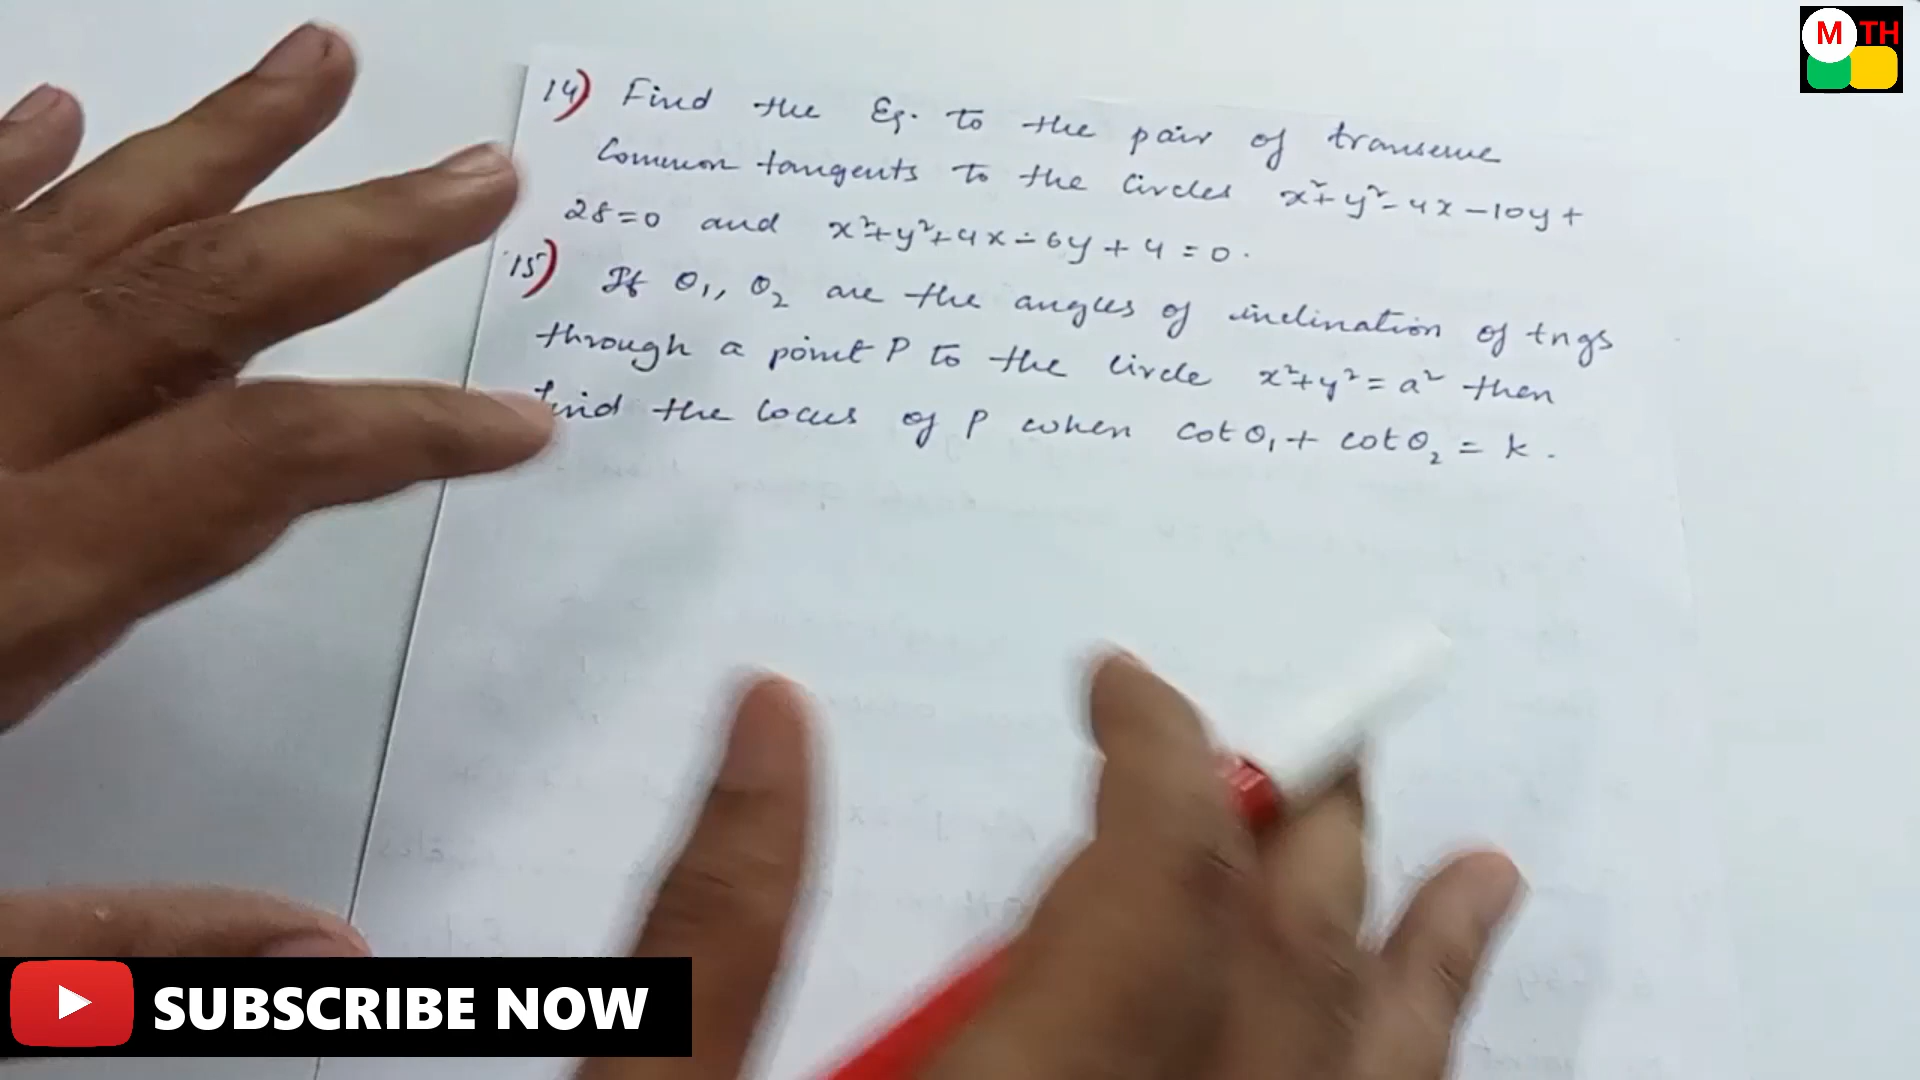 M TH
14) Find the Eq. to the pair of transerve
Common tangents to the circles x²+y²-4x-10y+
28=0 and x²+y²+4x-6y+4=0.
15) If θ₁, θ₂ are the angles of inclination of tngs
through a point P to the circle x²+y²=a² then
find the locus of P when cotθ₁+ cotθ₂ = k.
SUBSCRIBE NOW